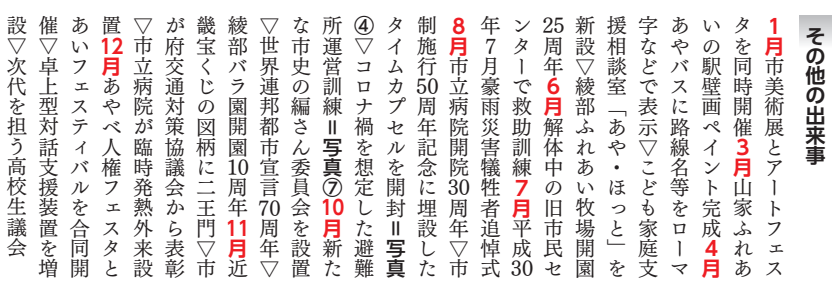 その他の出来事
1月市美術展とアートフェス
タを同時開催3月山家ふれあ
いの駅壁画ペイント完成4月
あやバスに路線名等をローマ
字などで表示▽こども家庭支
援相談室「あや・ほっと」を
新設▽綾部ふれあい牧場開園
25周年6月解体中の旧市民セ
ンターで救助訓練7月平成30
年7月豪雨災害犠牲者追悼式
8月市立病院開院30周年▽市
制施行50周年記念に埋設した
タイムカプセルを開封＝写真
④▽コロナ禍を想定した避難
所運営訓練＝写真⑦10月新た
な市史の編さん委員会を設置
▽世界連邦都市宣言70周年▽
綾部バラ園開園10周年11月近
畿宝くじの図柄に二王門▽市
が府交通対策協議会から表彰
▽市立病院が臨時発熱外来設
置12月あやべ人権フェスタと
あいフェスティバルを合同開
催▽卓上型対話支援装置を増
設▽次代を担う高校生議会